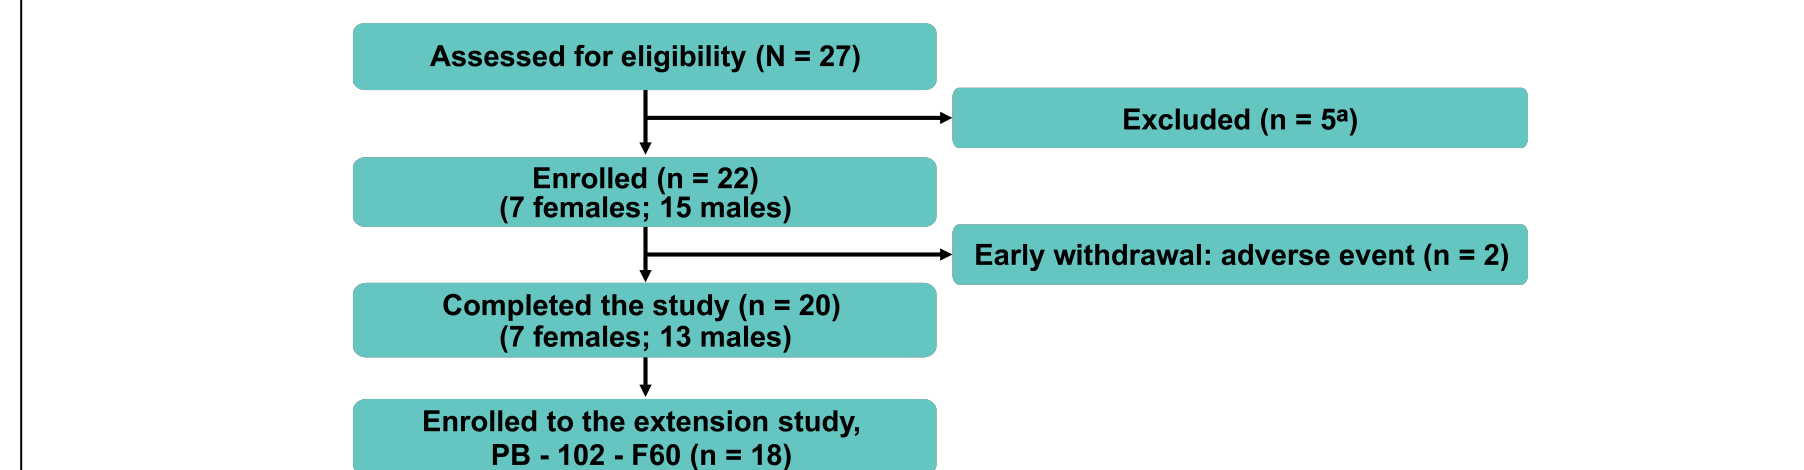 Assessed for eligibility (N = 27)
Excluded (n = 5ª)
Enrolled (n = 22)
(7 females; 15 males)
Early withdrawal: adverse event (n = 2)
Completed the study (n = 20)
(7 females; 13 males)
Enrolled to the extension study,
PB - 102 - F60 (n = 18)